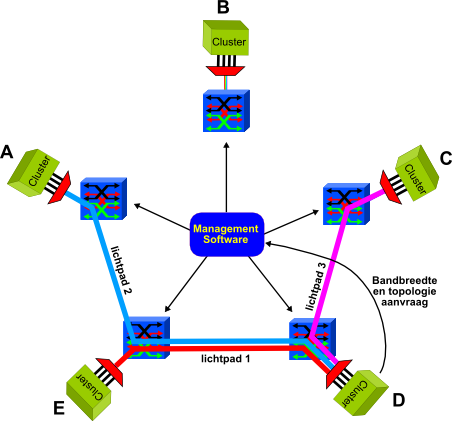 B
Cluster
A
Cluster
C
Cluster
Management
Software
lichtpad 2
lichtpad 3
Bandbreedte
en topologie
aanvraag
lichtpad 1
E
Cluster
D
Cluster